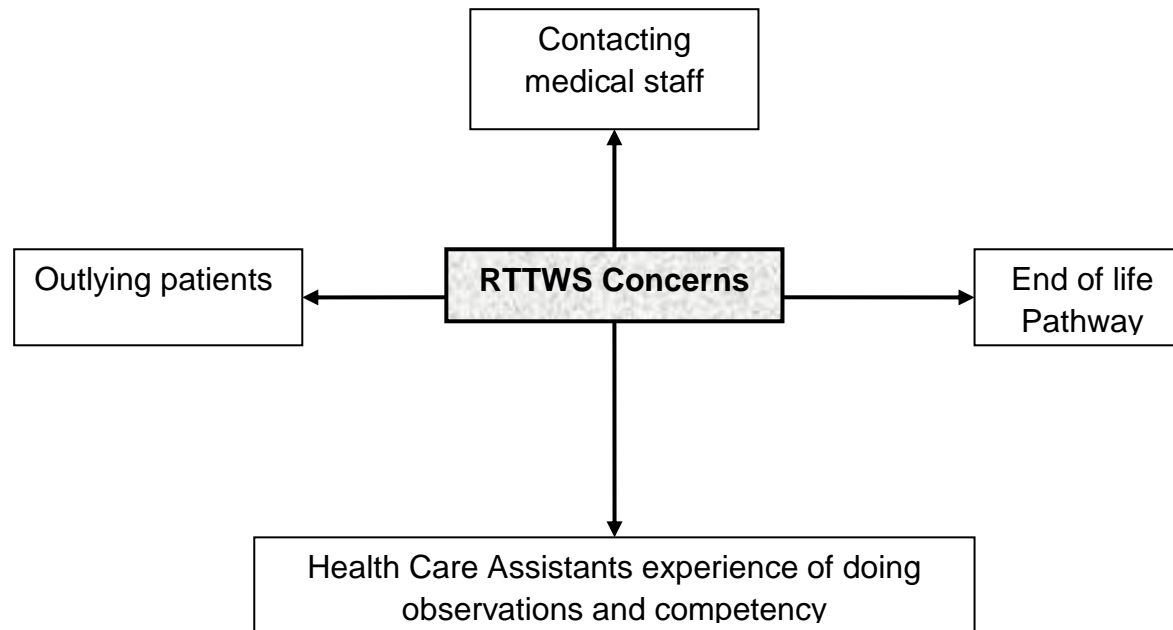 Contacting
medical staff
Outlying patients
RTTWS Concerns
End of life
Pathway
Health Care Assistants experience of doing
observations and competency